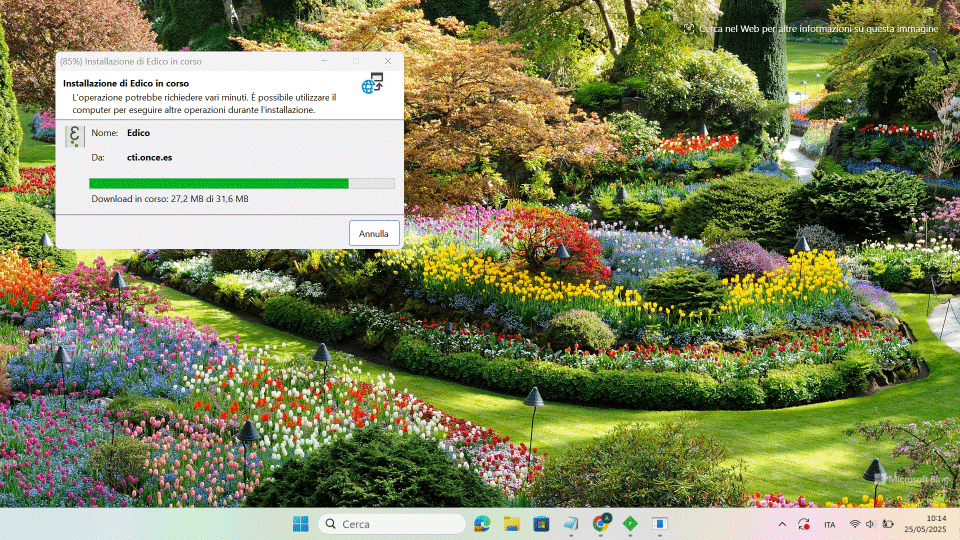 Cerca nel Web per altre informazioni su questa immagine
(85%) Installazione di Edico in corso
Installazione di Edico in corso
L'operazione potrebbe richiedere vari minuti. È possibile utilizzare il
computer per eseguire altre operazioni durante l'installazione.
Nome: Edico
Da: cti.once.es
Download in corso: 27,2 MB di 31,6 MB
Annulla
Microsoft Bing
Cerca
A
ITA
10:14
25/05/2025